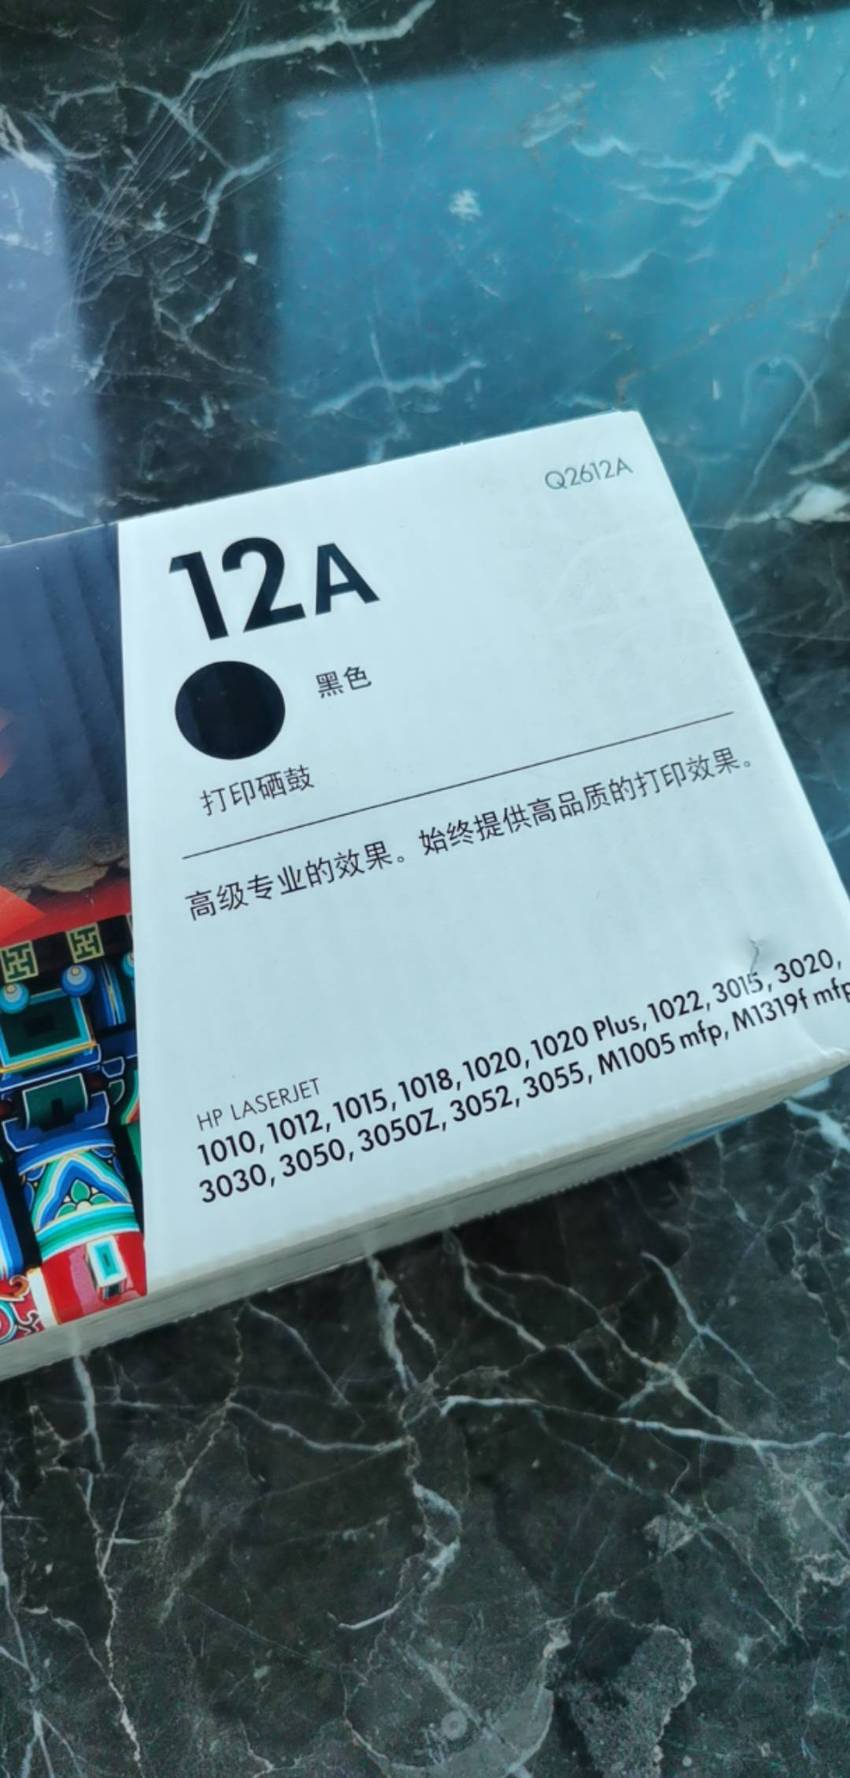 Q2612A
12A
黑色
打印硒鼓
高级专业的效果。始终提供高品质的打印效果。
HP LASERJET
1010, 1012, 1015, 1018, 1020, 1020 Plus, 1022, 3015, 3020,
3030, 3050, 3050Z, 3052, 3055, M1005 mfp, M1319f mfp